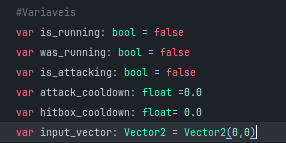 #Variaveis
var is_running: bool = false
var was_running: bool = false
var is_attacking: bool = false
var attack_cooldown: float =0.0
var hitbox_cooldown: float= 0.0
var input_vector: Vector2 = Vector2(0,0)